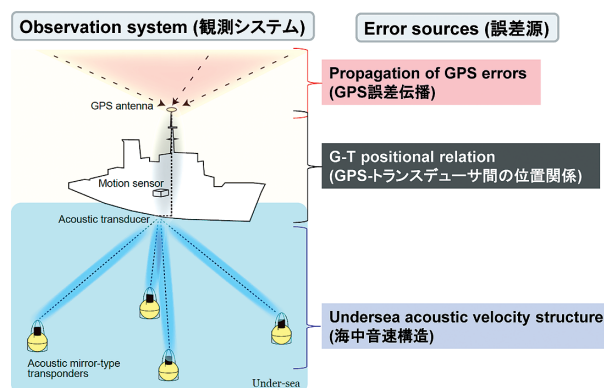 Observation system (観測システム)
Error sources (誤差源)
GPS antenna
Motion sensor
Acoustic transducer
Acoustic mirror-type
transponders
Under-sea
Propagation of GPS errors
(GPS誤差伝播)
G-T positional relation
(GPS-トランスデューサ間の位置関係)
Undersea acoustic velocity structure
(海中音速構造)